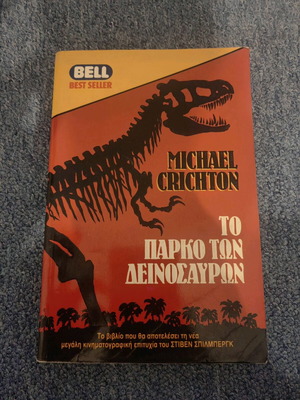 BELL
BEST SELLER
MICHAEL
CRICHTON
ΤΟ
ΠΑΡΚΟ ΤΩΝ
ΔΕΙΝΟΣΑΥΡΩΝ
Το βιβλίο που θα αποτελέσει τη νέα
μεγάλη κινηματογραφική επιτυχία του ΣΤΙΒΕΝ ΣΠΙΛΜΠΕΡΓΚ